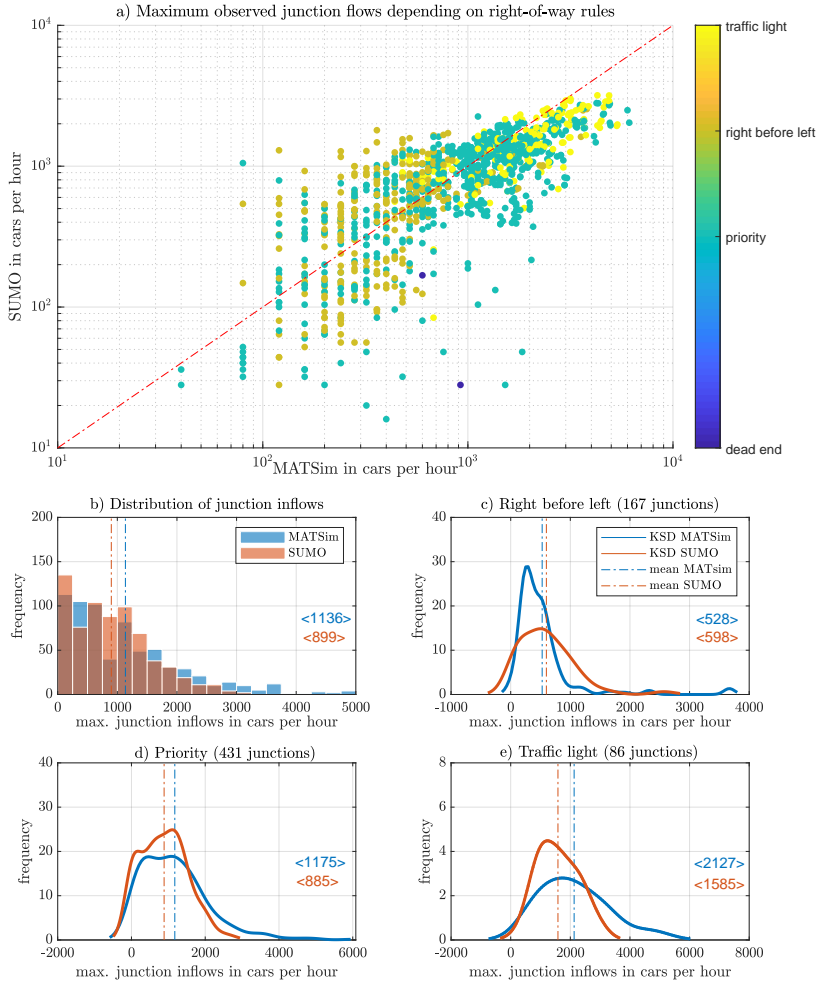 a) Maximum observed junction flows depending on right-of-way rules
SUMO in cars per hour
10^4
10^3
10^2
10^1
10^1
10^2
10^3
10^4
MATSim in cars per hour
traffic light
right before left
priority
dead end
b) Distribution of junction inflows
frequency
200
150
100
50
0
0 1000 2000 3000 4000 5000
max. junction inflows in cars per hour
MATSim
SUMO
<1136>
<899>
c) Right before left (167 junctions)
frequency
40
30
20
10
0
-1000 0 1000 2000 3000 4000
max. junction inflows in cars per hour
KSD MATSim
KSD SUMO
mean MATsim
mean SUMO
<528>
<598>
d) Priority (431 junctions)
frequency
40
30
20
10
0
-2000 0 2000 4000 6000
max. junction inflows in cars per hour
<1175>
<885>
e) Traffic light (86 junctions)
frequency
8
6
4
2
0
-2000 0 2000 4000 6000 8000
max. junction inflows in cars per hour
<2127>
<1585>